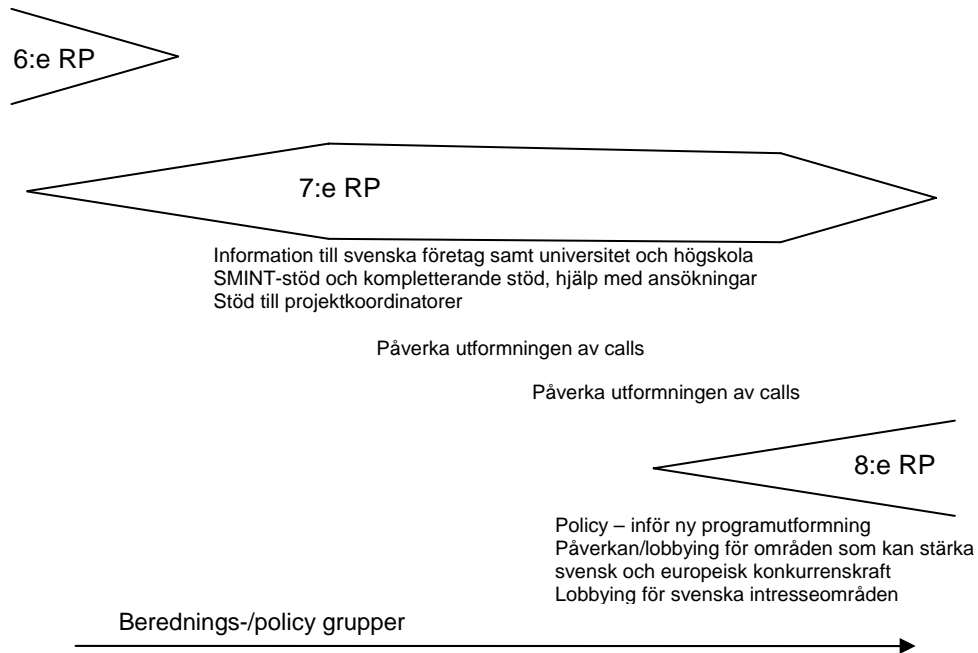 6:e RP
7:e RP
Information till svenska företag samt universitet och högskola
SMINT-stöd och kompletterande stöd, hjälp med ansökningar
Stöd till projektkoordinatorer
Påverka utformningen av calls
Påverka utformningen av calls
8:e RP
Policy – inför ny programutformning
Påverkan/lobbying för områden som kan stärka
svensk och europeisk konkurrenskraft
Lobbying för svenska intresseområden
Berednings-/policy grupper